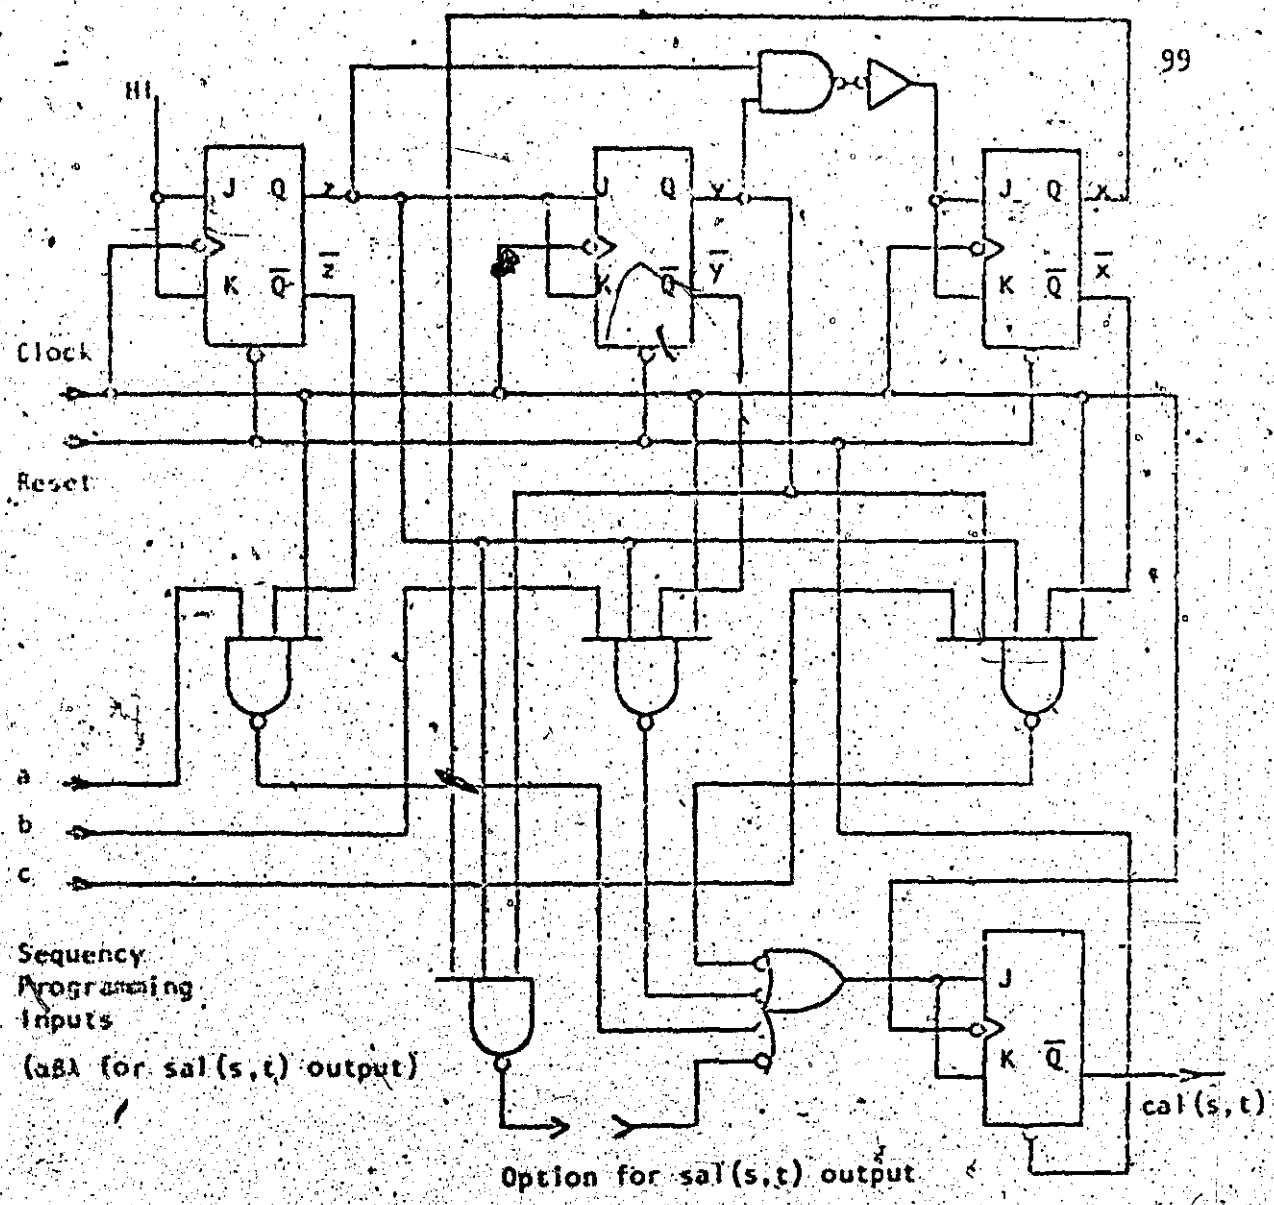 99
HI
J Q z
K Q̅ z̅
J Q y
K Q̅ y̅
J Q x
K Q̅ x̅
Clock
Reset
a
b
c
Sequency
Programming
Inputs
(αβλ for sal(s,t) output)
J
K Q̅
cal(s,t)
Option for sal(s,t) output